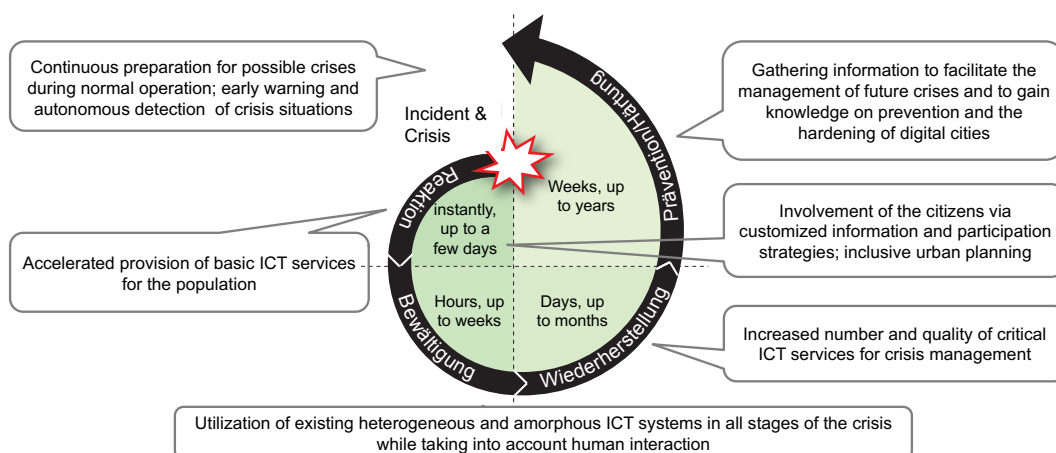 Continuous preparation for possible crises
during normal operation; early warning and
autonomous detection of crisis situations
Incident &
Crisis
Gathering information to facilitate the
management of future crises and to gain
knowledge on prevention and the
hardening of digital cities
Prävention/Härtung
Reaktion
Weeks, up
to years
instantly,
up to a
few days
Involvement of the citizens via
customized information and participation
strategies; inclusive urban planning
Accelerated provision of basic ICT services
for the population
Hours, up
to weeks
Days, up
to months
Bewältigung
Wiederherstellung
Increased number and quality of critical
ICT services for crisis management
Utilization of existing heterogeneous and amorphous ICT systems in all stages of the crisis
while taking into account human interaction